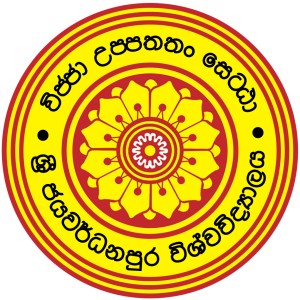 විජ්ජා උප්පතතං සෙට්ඨා
ශ්‍රී ජයවර්ධනපුර විශ්වවිද්‍යාලය